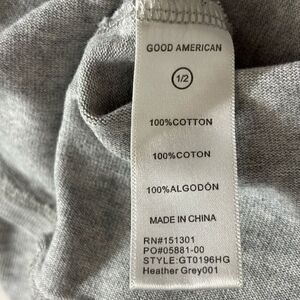 GOOD AMERICAN
1/2
100%COTTON
100%COTON
100%ALGODÓN
MADE IN CHINA
RN#151301
PO#05881-00
STYLE:GT0196HG
Heather Grey001